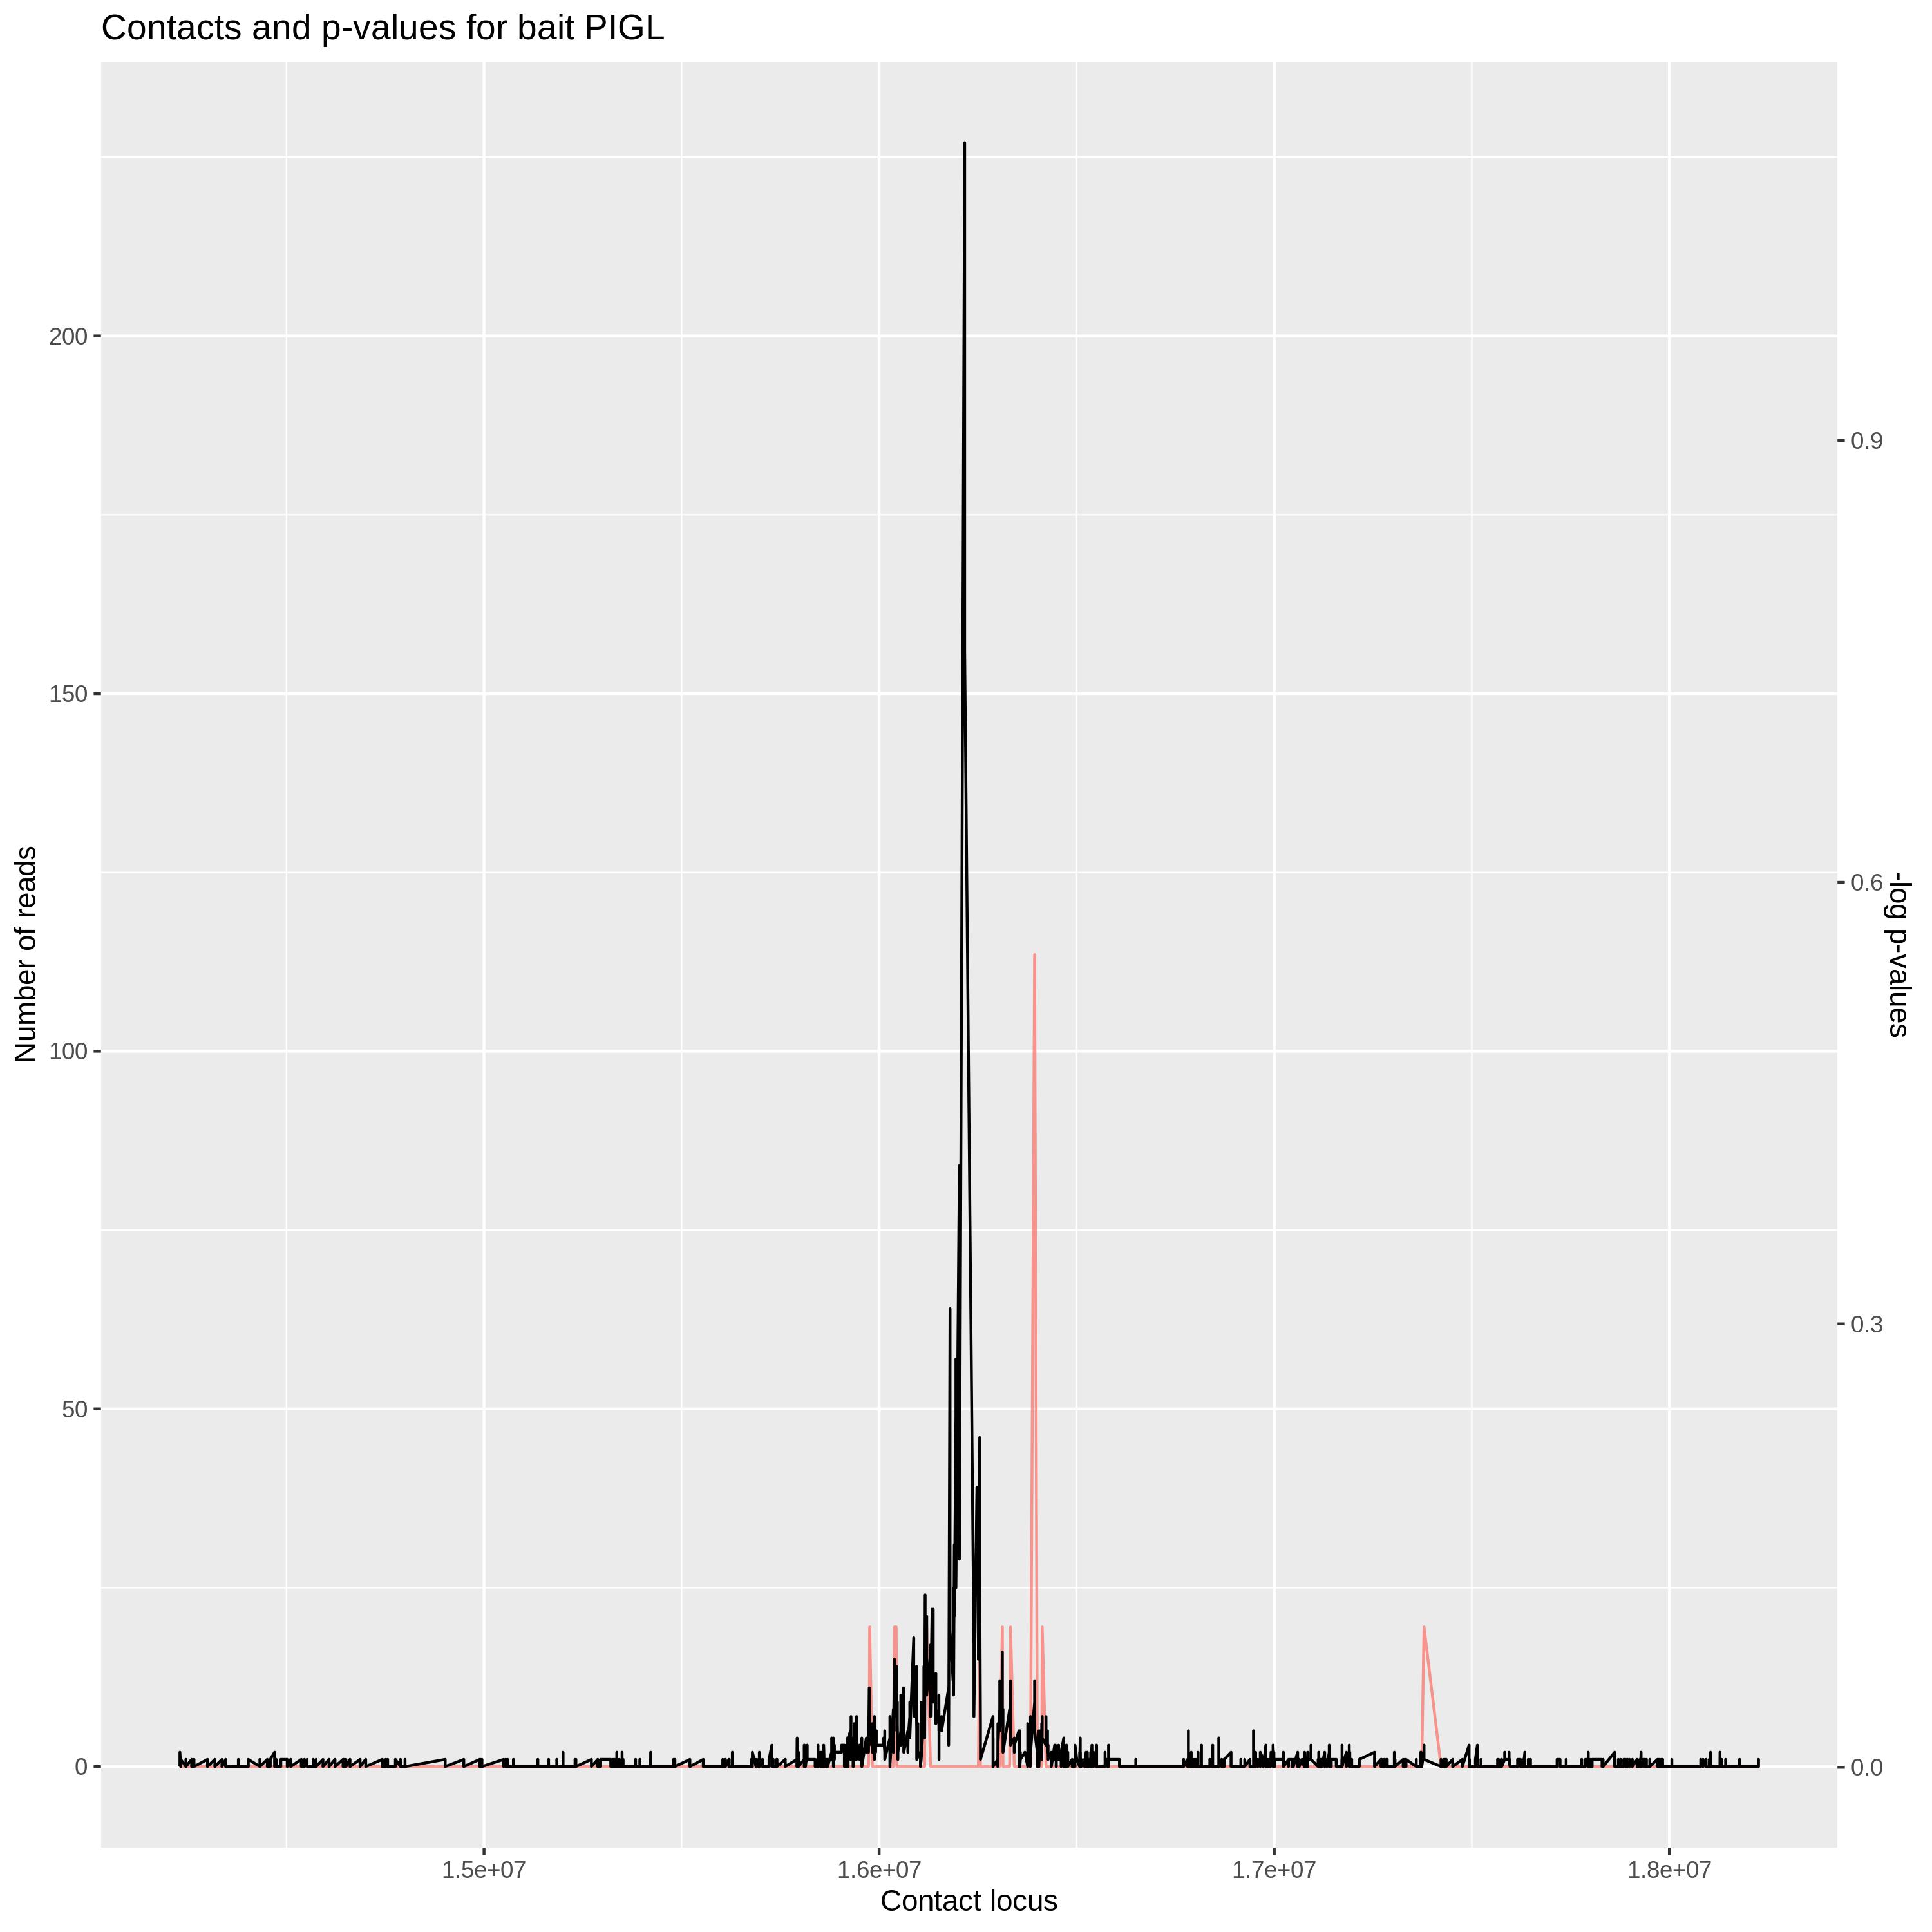 Contacts and p-values for bait PIGL
200
150
100
50
0
Number of reads
0.9
0.6
0.3
0.0
-log p-values
1.5e+07
1.6e+07
1.7e+07
1.8e+07
Contact locus